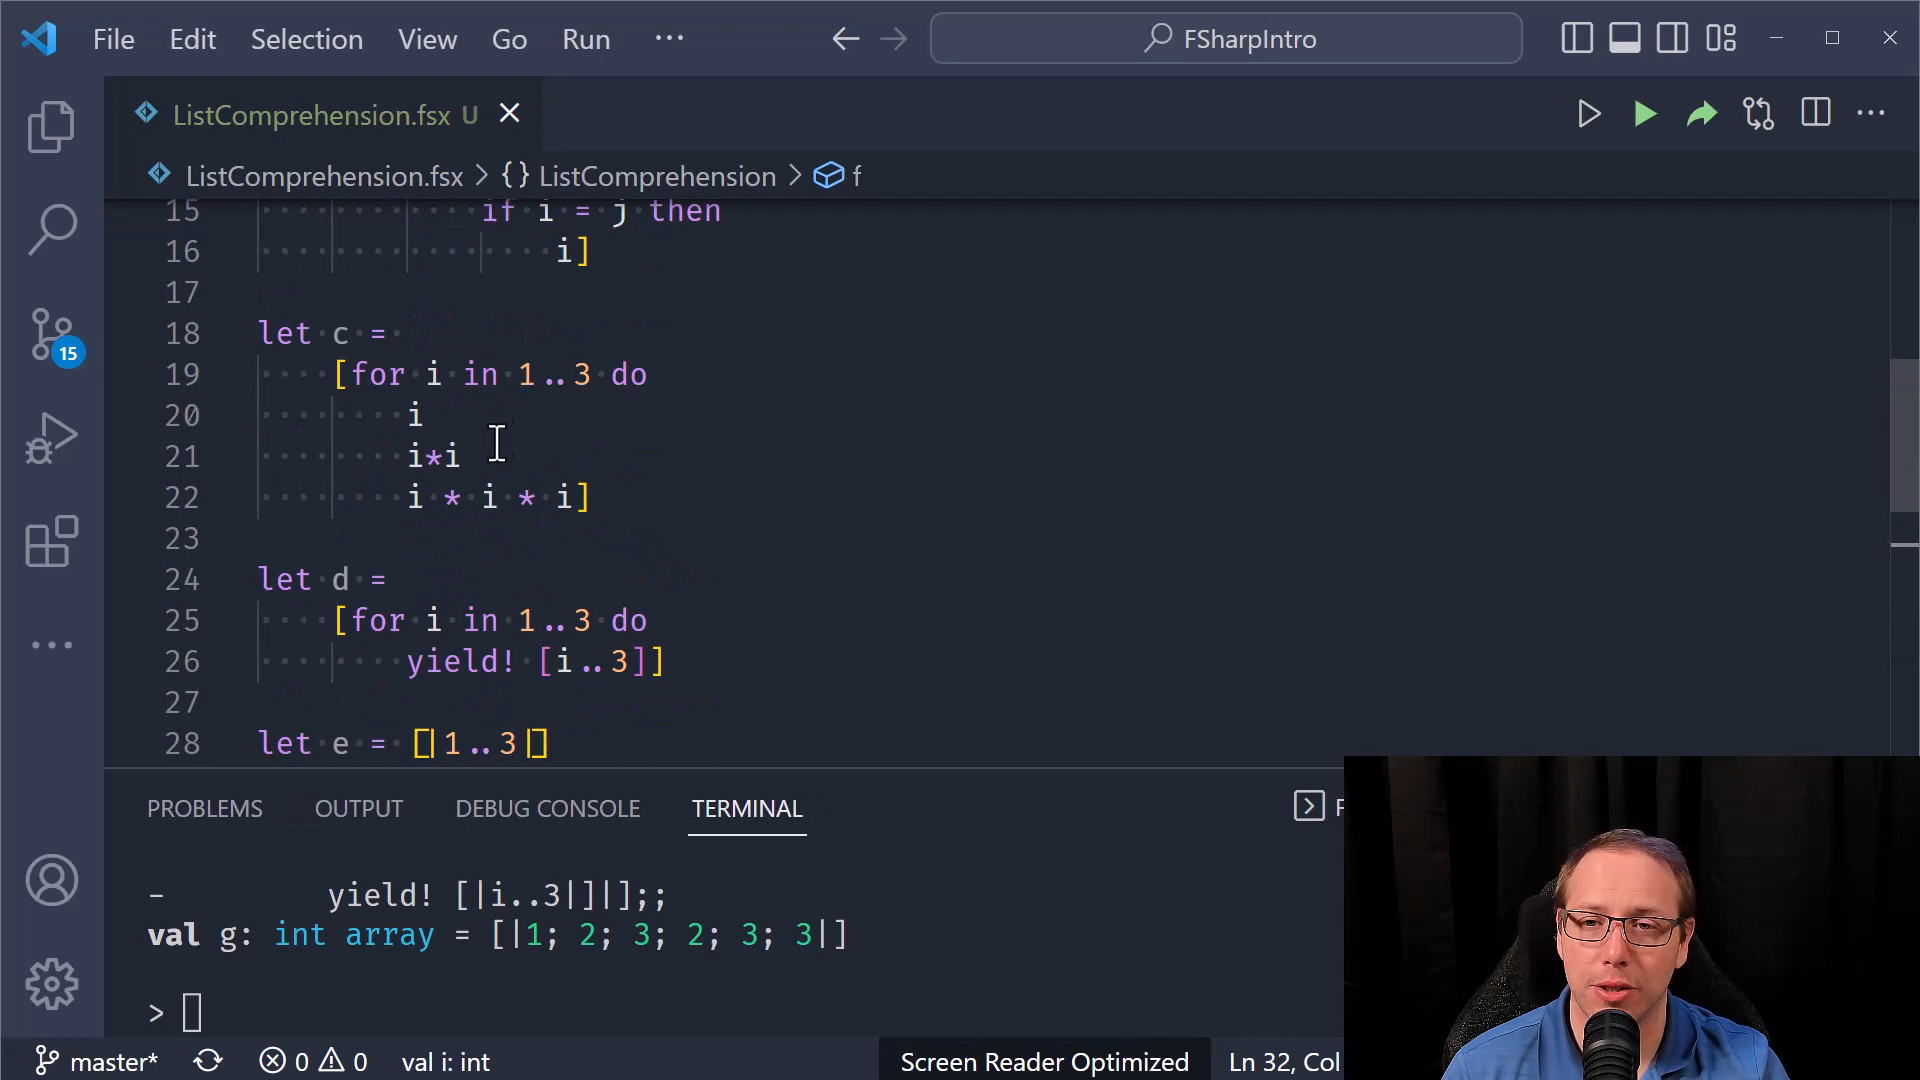 File Edit Selection View Go Run ··· FSharpIntro
ListComprehension.fsx U
ListComprehension.fsx > {} ListComprehension > f
15 if i = j then
16 i]
17
18 let c =
19 [for i in 1..3 do
20 i
21 i*i
22 i * i * i]
23
24 let d =
25 [for i in 1..3 do
26 yield! [i..3]]
27
28 let e = [|1..3|]
15
PROBLEMS OUTPUT DEBUG CONSOLE TERMINAL
- yield! [|i..3|]|];;
val g: int array = [|1; 2; 3; 2; 3; 3|]
>
master* 0 0 val i: int Screen Reader Optimized Ln 32, Col